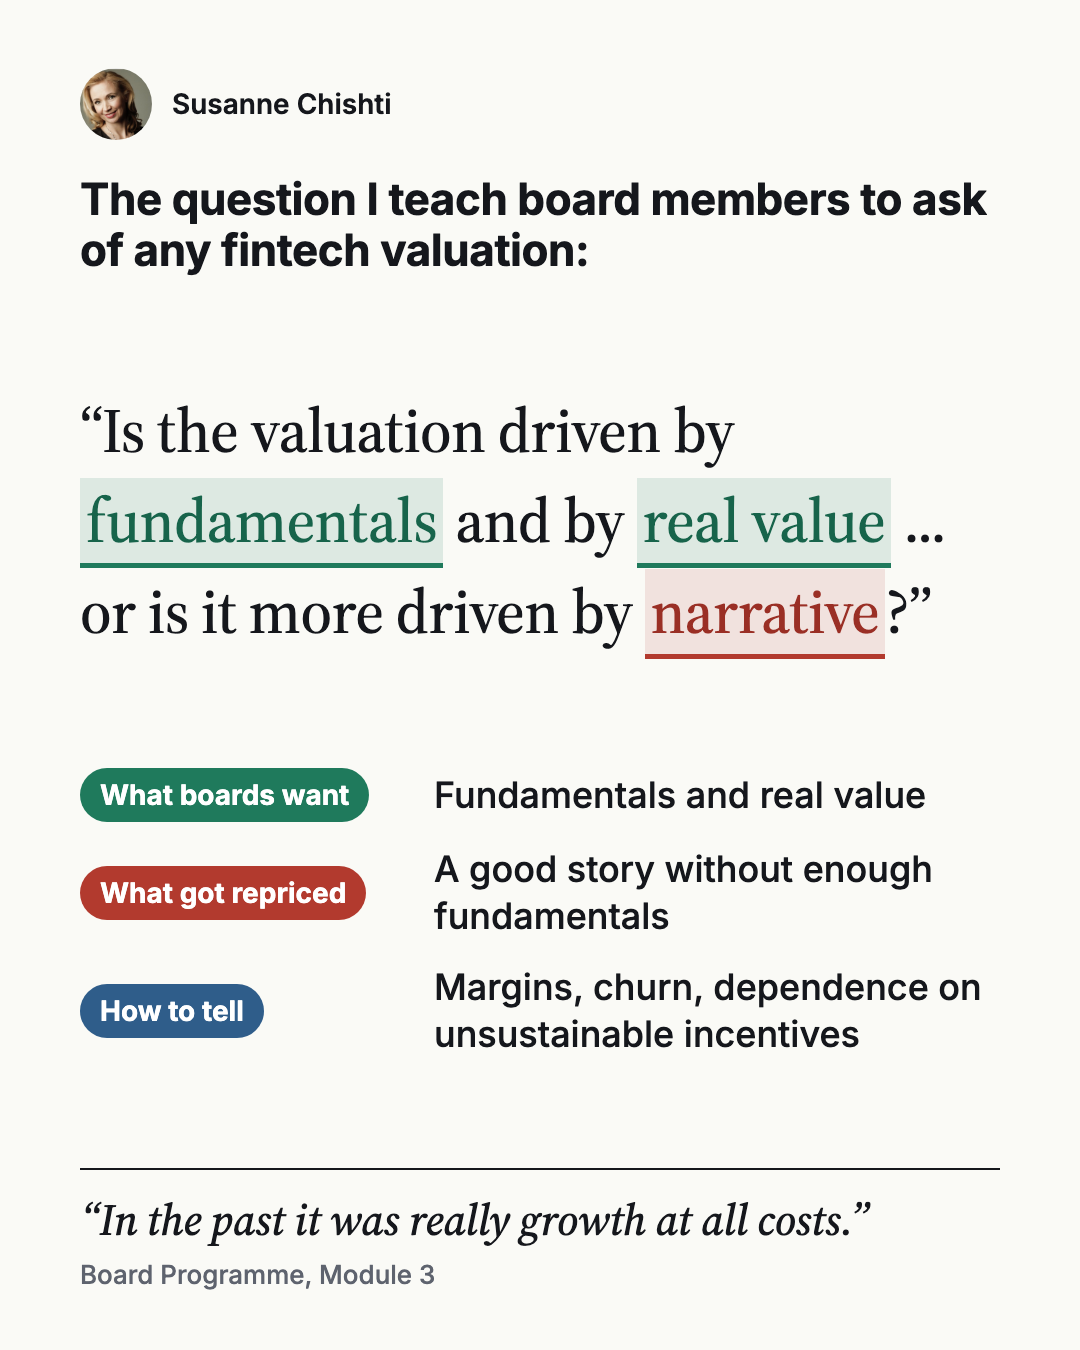 Susanne Chishti
The question I teach board members to ask
of any fintech valuation:
“Is the valuation driven by
fundamentals and by real value ...
or is it more driven by narrative?”
What boards want
Fundamentals and real value
What got repriced
A good story without enough
fundamentals
How to tell
Margins, churn, dependence on
unsustainable incentives
“In the past it was really growth at all costs.”
Board Programme, Module 3